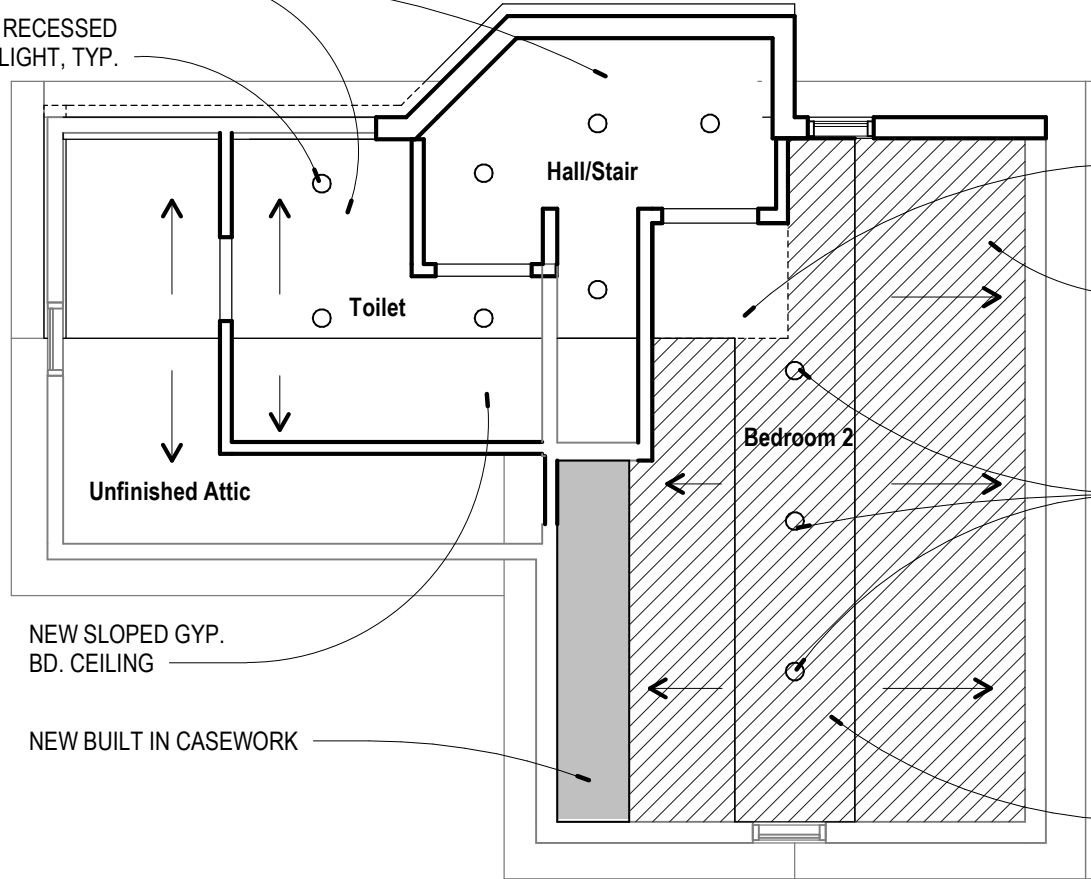 RECESSED
LIGHT, TYP.
Hall/Stair
Toilet
Bedroom 2
Unfinished Attic
NEW SLOPED GYP.
BD. CEILING
NEW BUILT IN CASEWORK